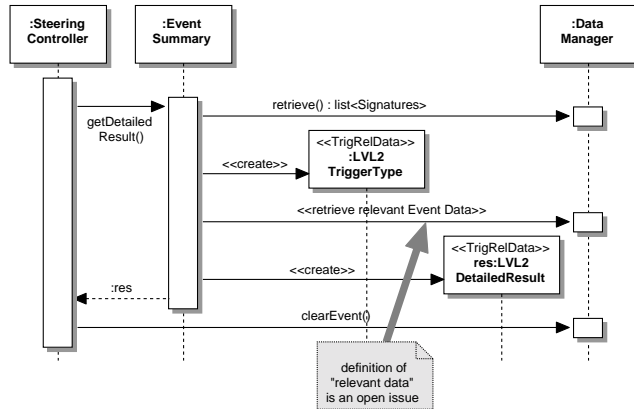 :Steering
Controller
:Event
Summary
:Data
Manager
getDetailed
Result()
retrieve() : list<Signatures>
<<TrigRelData>>
:LVL2
TriggerType
<<create>>
<<retrieve relevant Event Data>>
<<TrigRelData>>
res:LVL2
DetailedResult
<<create>>
:res
clearEvent()
definition of
"relevant data"
is an open issue